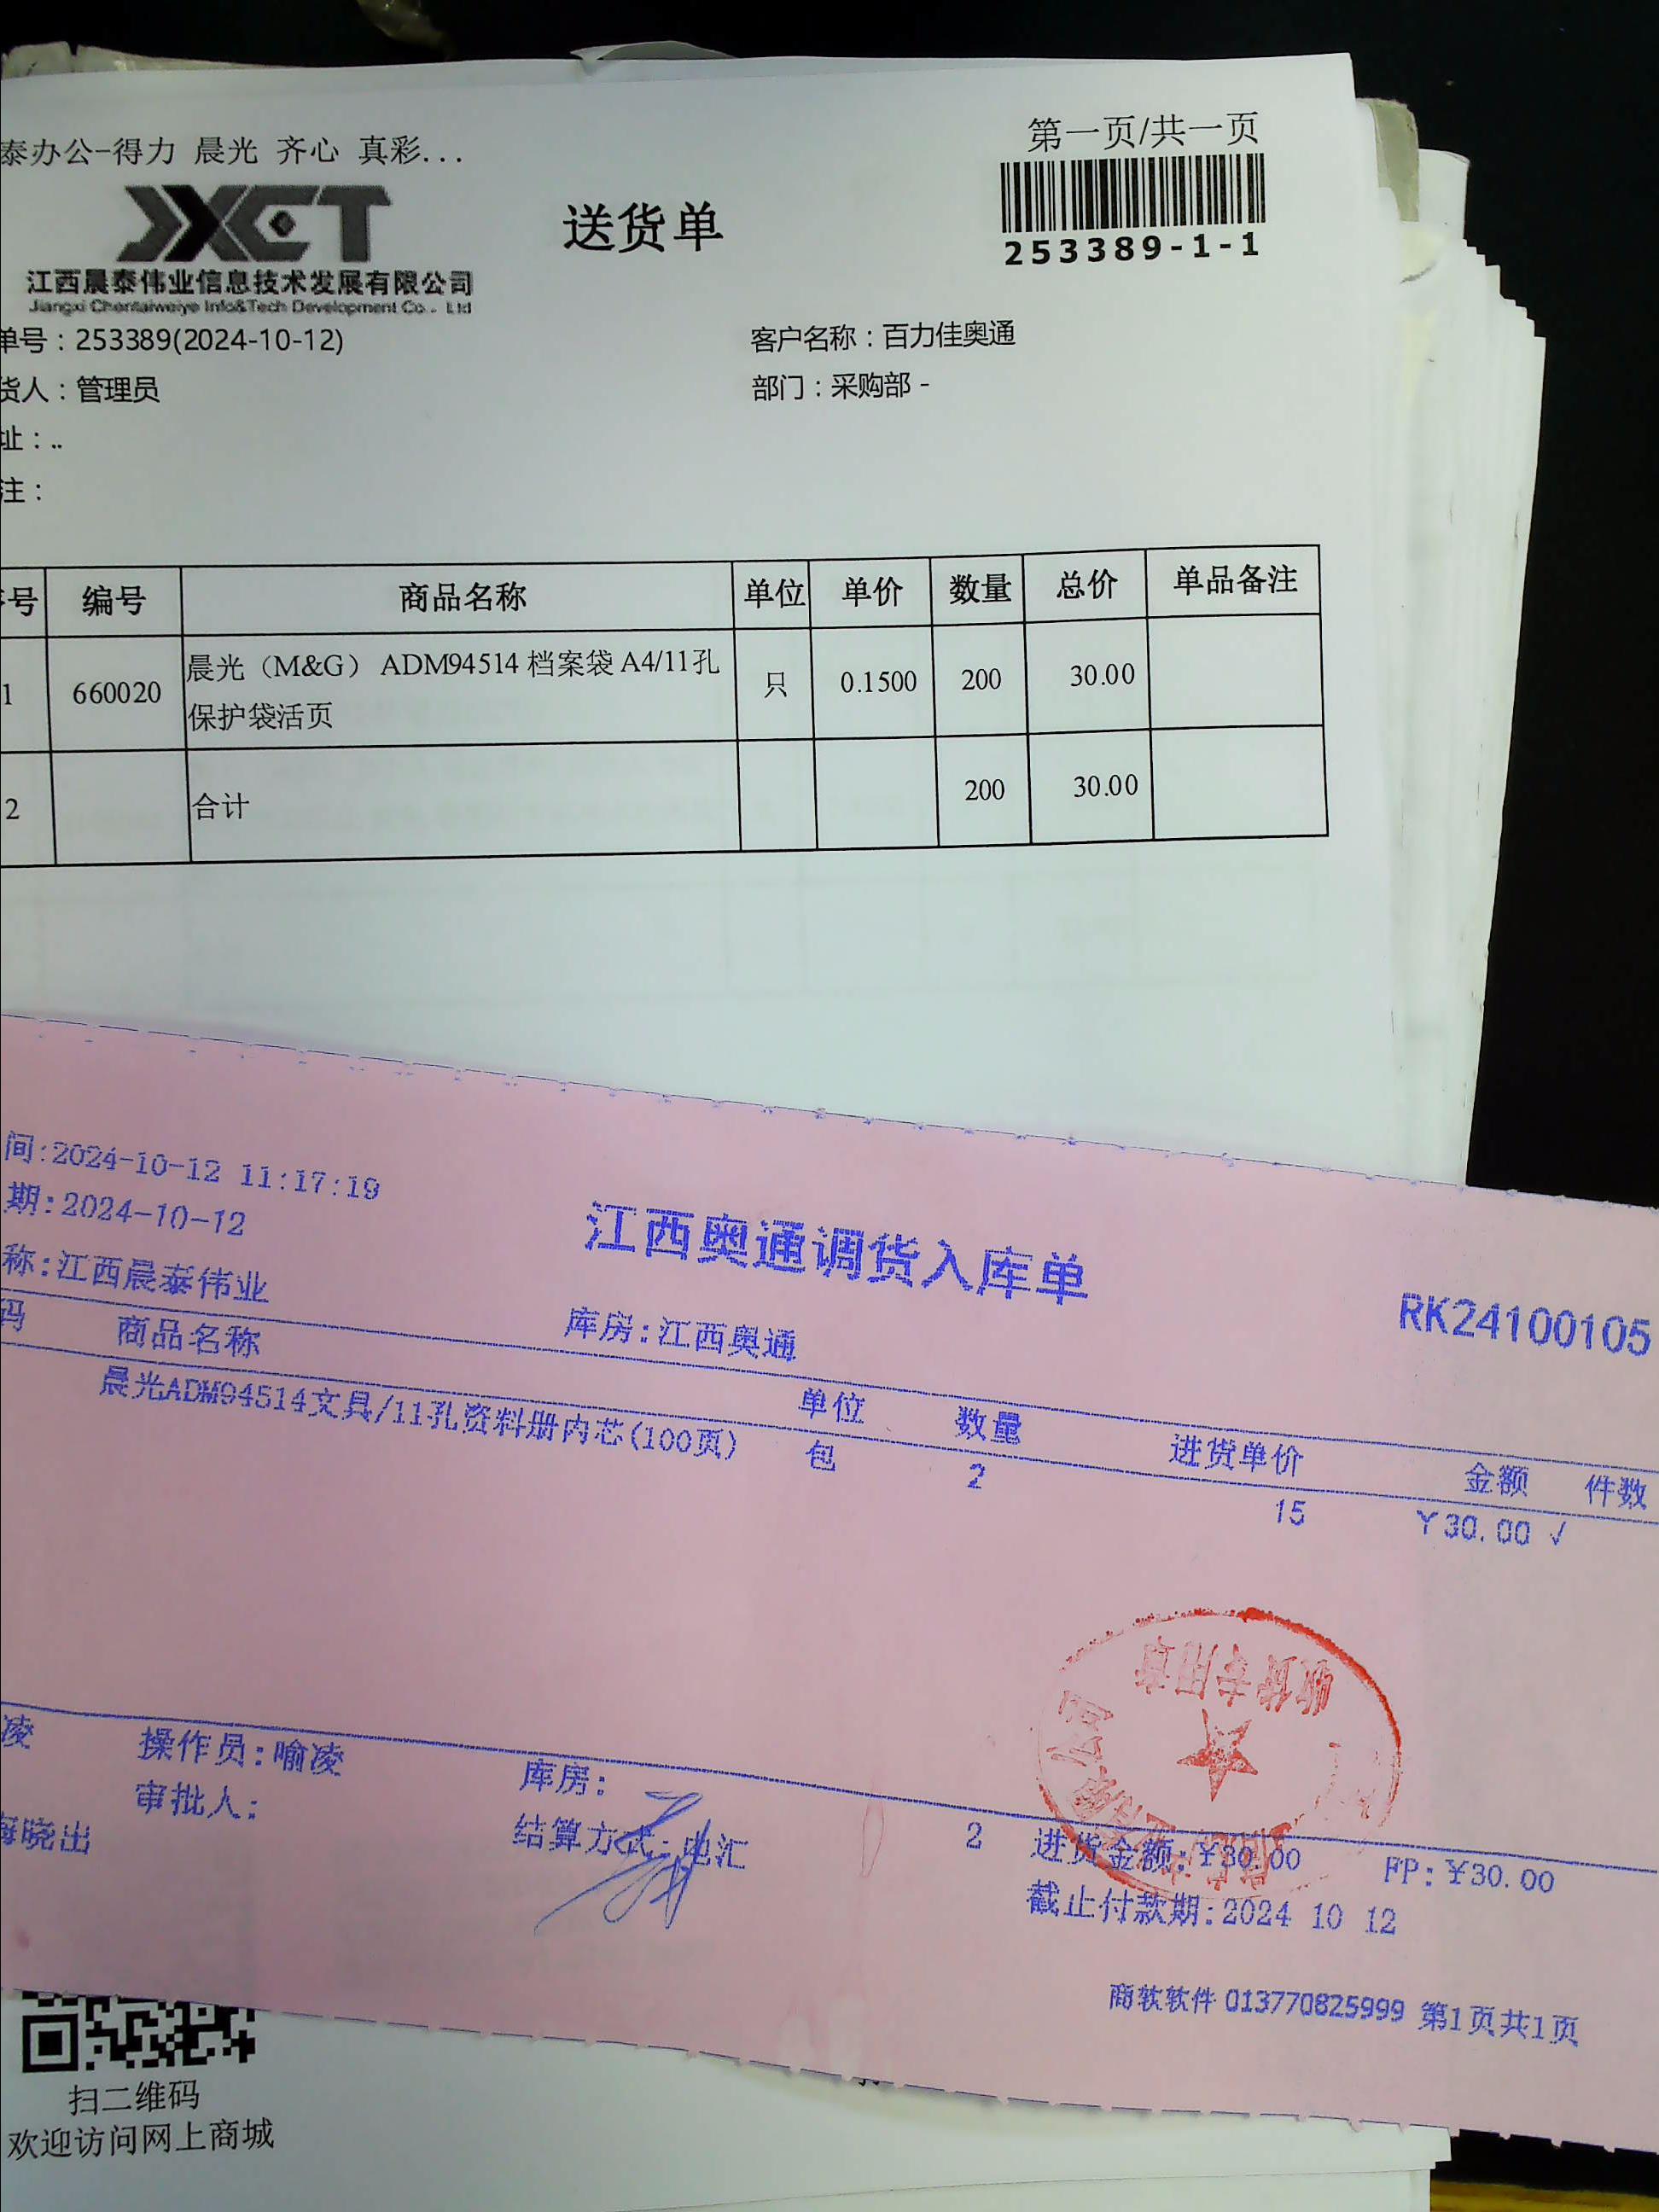 泰办公-得力 晨光 齐心 真彩...
第一页/共一页
JXCT
送货单
253389-1-1
江西晨泰伟业信息技术发展有限公司
Jiangxi Chentaiweiye Info&Tech Development Co., Ltd
单号：253389(2024-10-12)
客户名称：百力佳奥通
货人：管理员
部门：采购部 -
址：..
注：
号 编号 商品名称 单位 单价 数量 总价 单品备注
1 660020 晨光（M&G） ADM94514 档案袋 A4/11孔 只 0.1500 200 30.00
保护袋活页
2 合计 200 30.00
间:2024-10-12 11:17:19
期:2024-10-12
江西奥通调货入库单
称:江西晨泰伟业
库房:江西奥通
RK24100105
码 商品名称 单位 数量 进货单价 金额 件数
晨光ADM94514文具/11孔资料册内芯(100页) 包 2 15 ￥30.00 √
收货专用章
凌 操作员:喻凌 库房:
2 进货金额:¥30.00 FP:¥30.00
审批人:
晓出
结算方式:电汇
截止付款期:2024 10 12
商软软件 013770825999 第1页共1页
扫二维码
欢迎访问网上商城